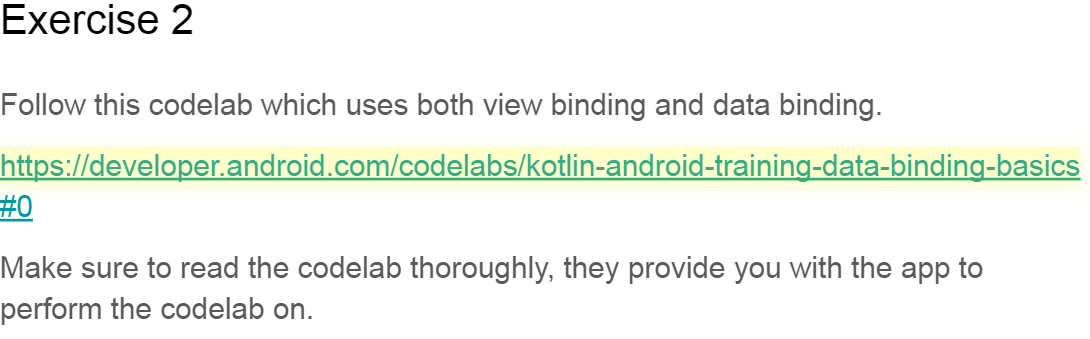 Exercise 2
Follow this codelab which uses both view binding and data binding.
https://developer.android.com/codelabs/kotlin-android-training-data-binding-basics
#0
Make sure to read the codelab thoroughly, they provide you with the app to
perform the codelab on.